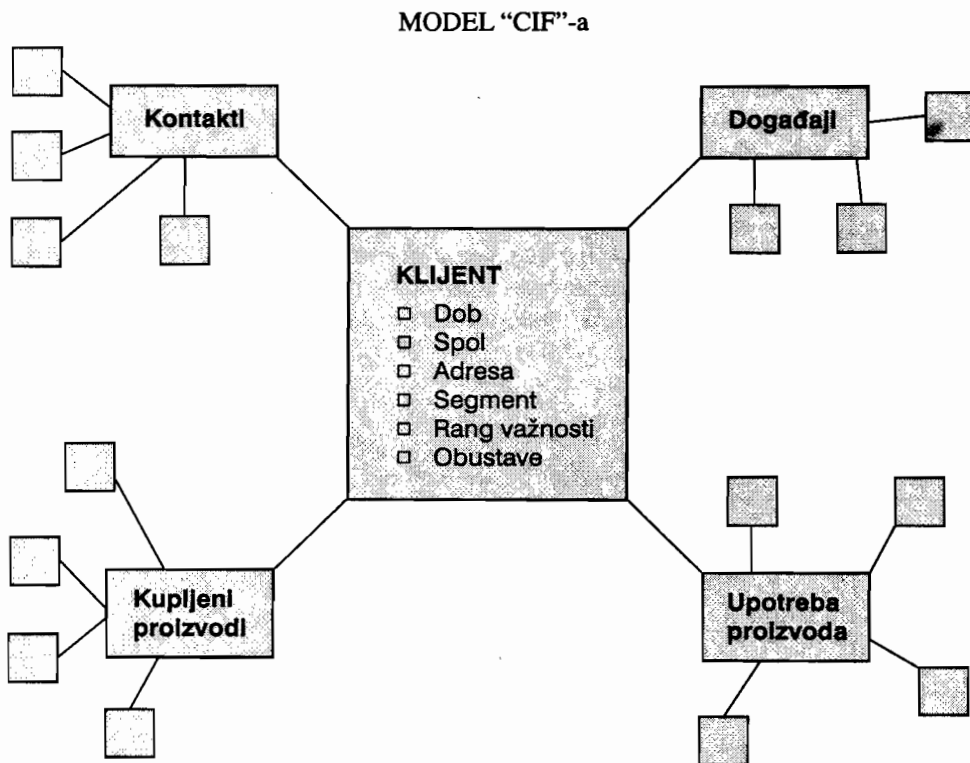 MODEL “CIF”-a
Kontakti
Događaji
KLIJENT
Dob
Spol
Adresa
Segment
Rang važnosti
Obustave
Kupljeni
proizvodi
Upotreba
proizvoda